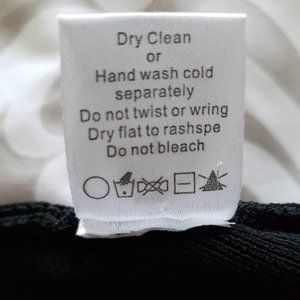 Dry Clean
or
Hand wash cold
separately
Do not twist or wring
Dry flat to rashspe
Do not bleach